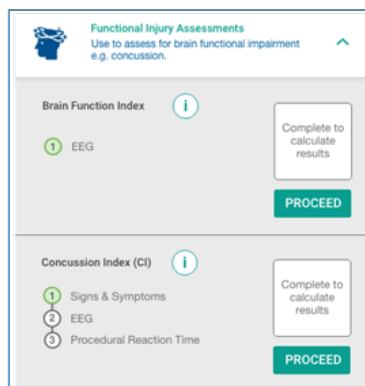 Functional Injury Assessments
Use to assess for brain functional impairment
e.g. concussion.
Brain Function Index
i
1 EEG
Complete to
calculate
results
PROCEED
Concussion Index (CI)
i
1 Signs & Symptoms
2 EEG
3 Procedural Reaction Time
Complete to
calculate
results
PROCEED